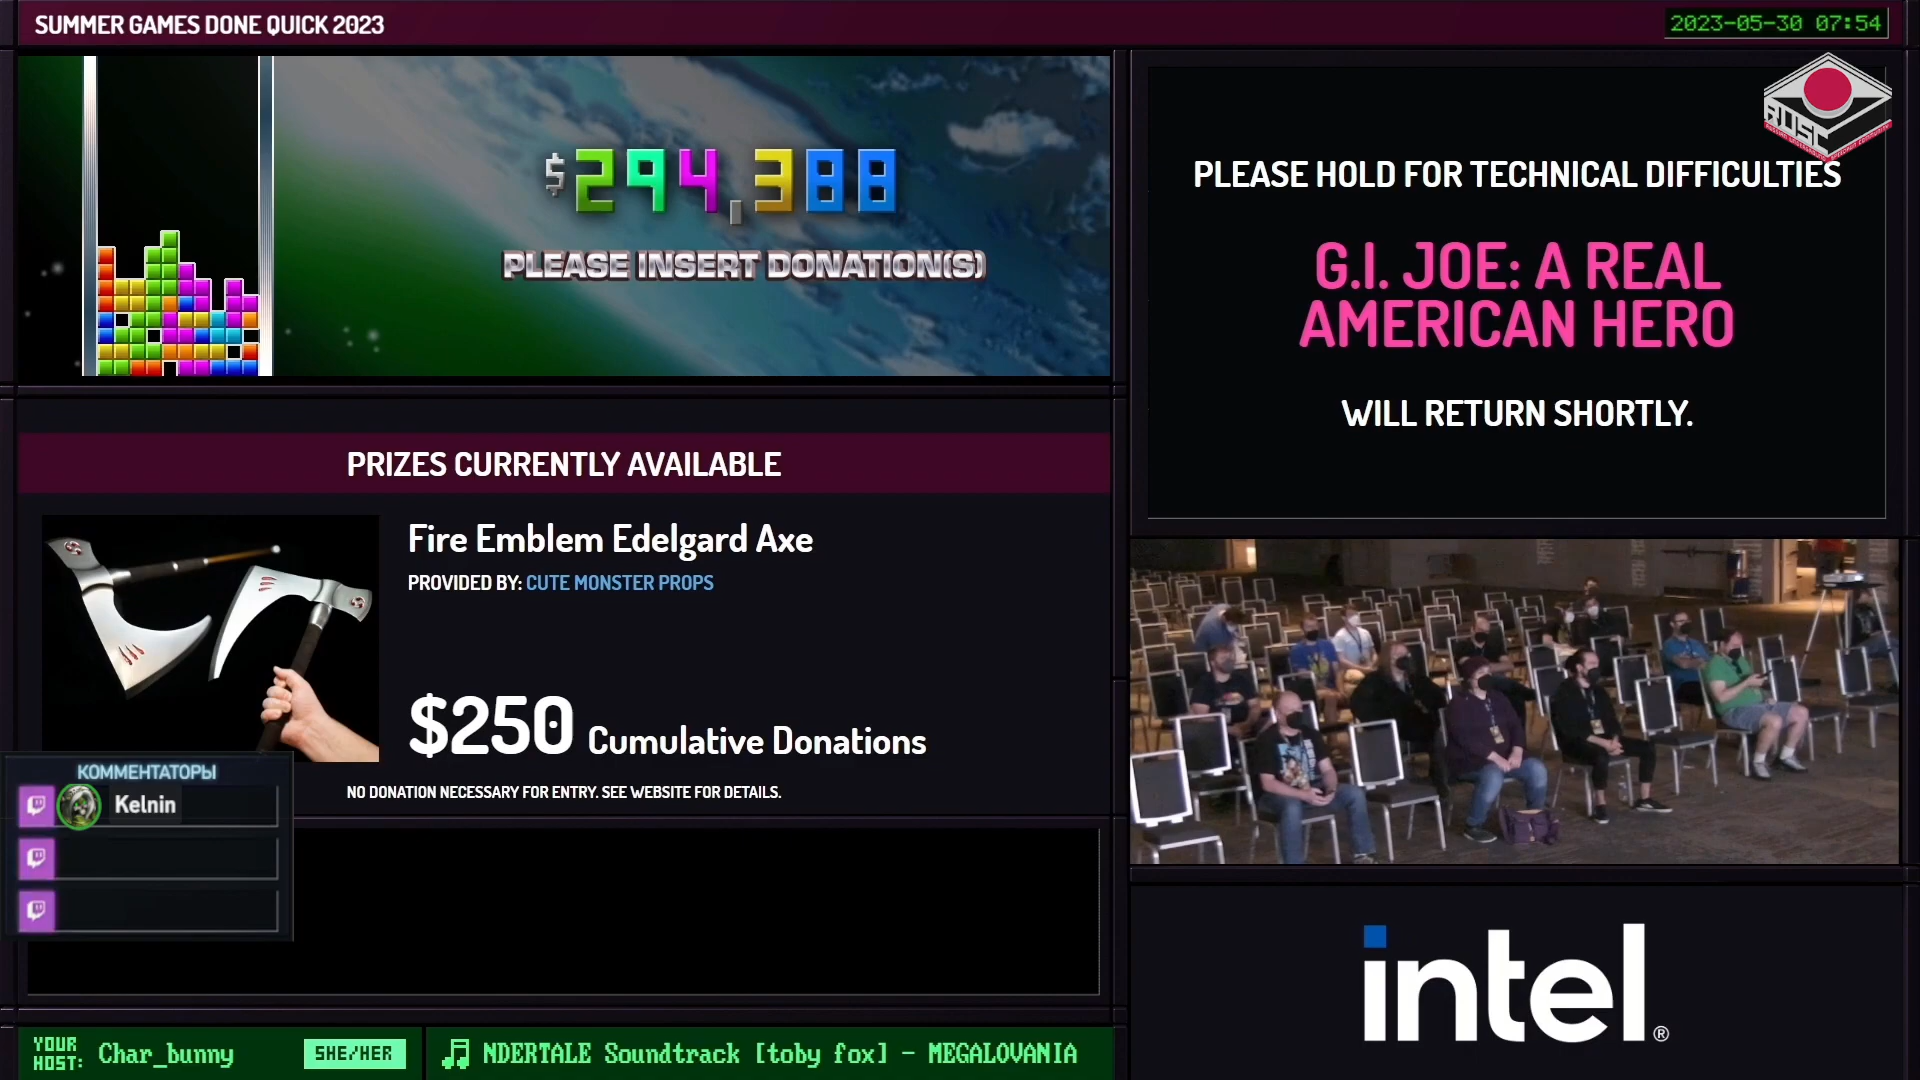 SUMMER GAMES DONE QUICK 2023
2023-05-30 07:54
$294,388
PLEASE INSERT DONATION(S)
RUSC
PLEASE HOLD FOR TECHNICAL DIFFICULTIES
G.I. JOE: A REAL
AMERICAN HERO
WILL RETURN SHORTLY.
PRIZES CURRENTLY AVAILABLE
Fire Emblem Edelgard Axe
PROVIDED BY: CUTE MONSTER PROPS
$250 Cumulative Donations
NO DONATION NECESSARY FOR ENTRY. SEE WEBSITE FOR DETAILS.
КОММЕНТАТОРЫ
Kelnin
intel®
YOUR HOST: Char_bunny
SHE/HER
NDERTALE Soundtrack [toby fox] - MEGALOVANIA